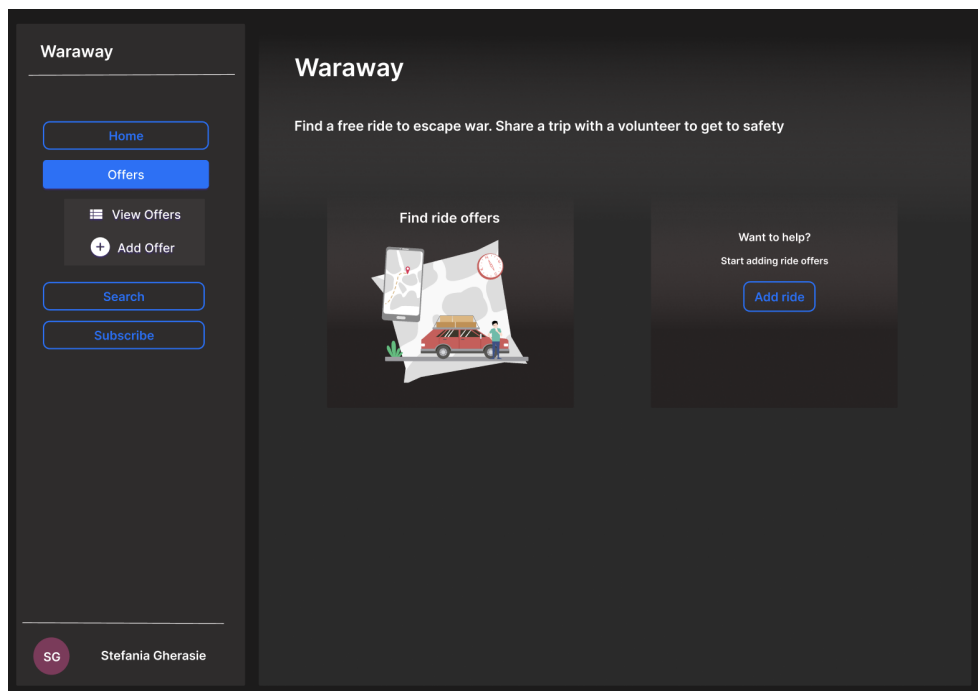 Waraway
Home
Offers
View Offers
Add Offer
Search
Subscribe
SG
Stefania Gherasie
Waraway
Find a free ride to escape war. Share a trip with a volunteer to get to safety
Find ride offers
Want to help?
Start adding ride offers
Add ride